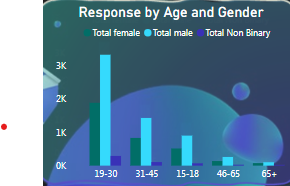 Response by Age and Gender
Total female Total male Total Non Binary
3K
2K
1K
0K
19-30 31-45 15-18 46-65 65+